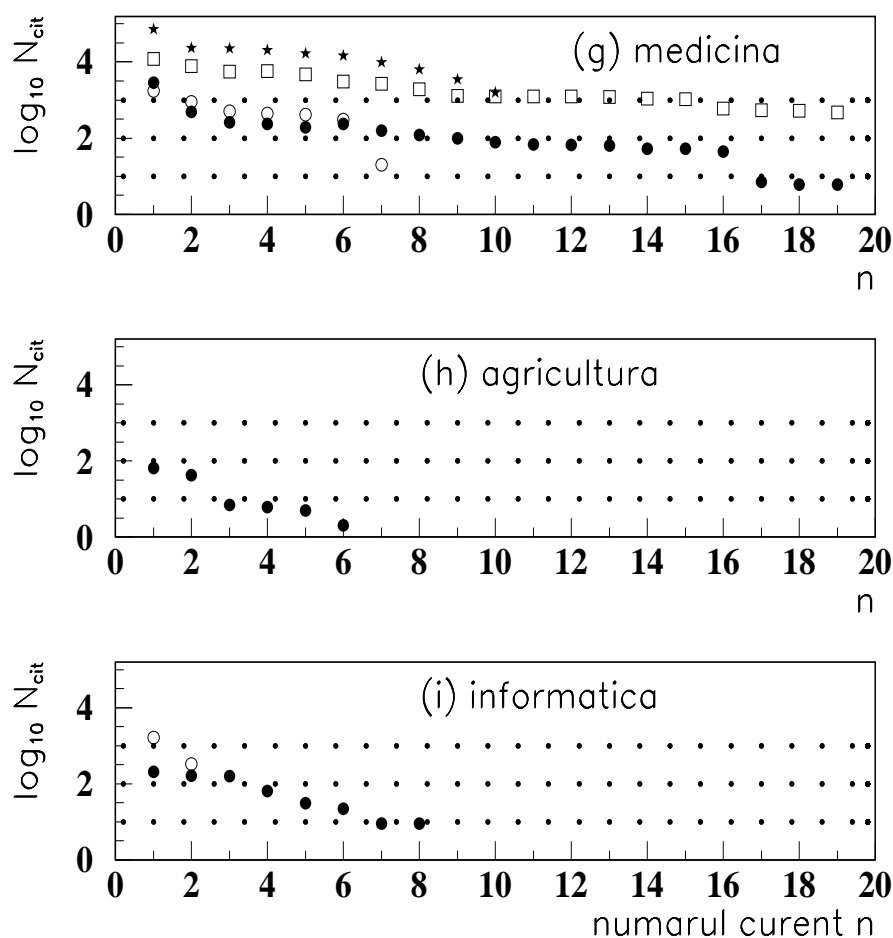 (g) medicina
log10 Ncit
4
2
0
0 2 4 6 8 10 12 14 16 18 20
n
(h) agricultura
log10 Ncit
4
2
0
0 2 4 6 8 10 12 14 16 18 20
n
(i) informatica
log10 Ncit
4
2
0
0 2 4 6 8 10 12 14 16 18 20
numarul curent n